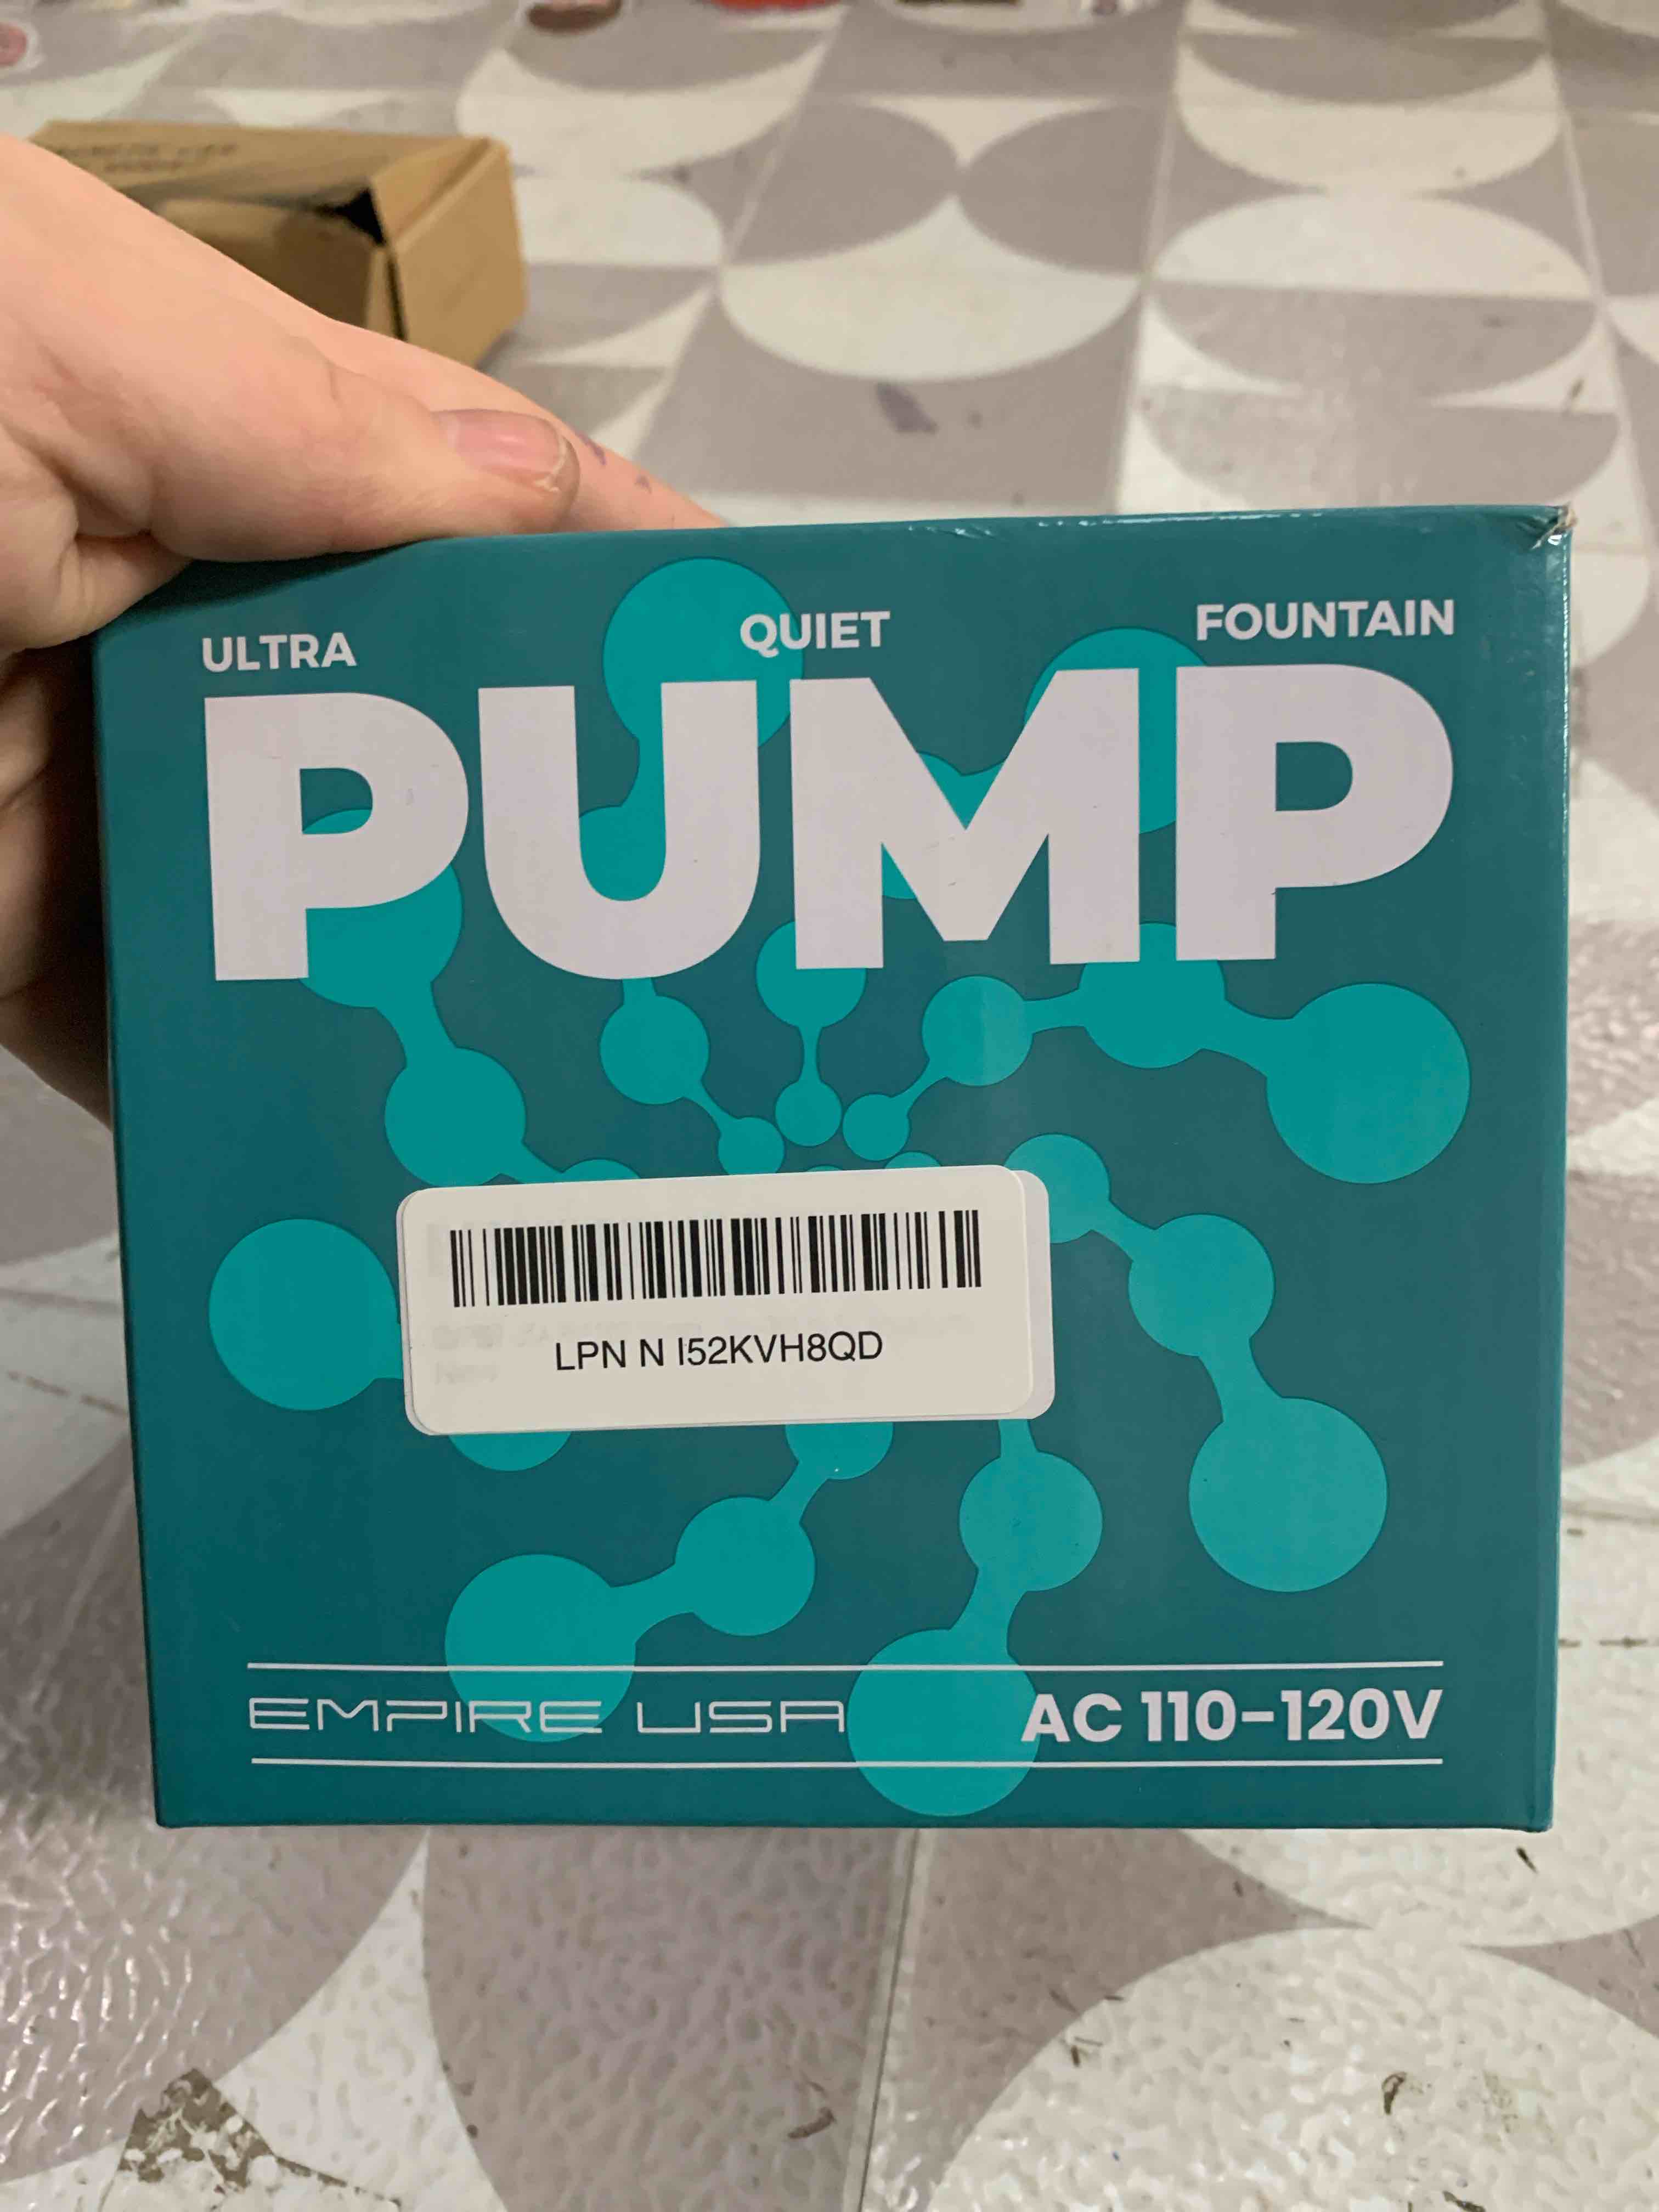 ULTRA QUIET FOUNTAIN
PUMP
LPN N I52KVH8QD
EMPIRE USA AC 110-120V